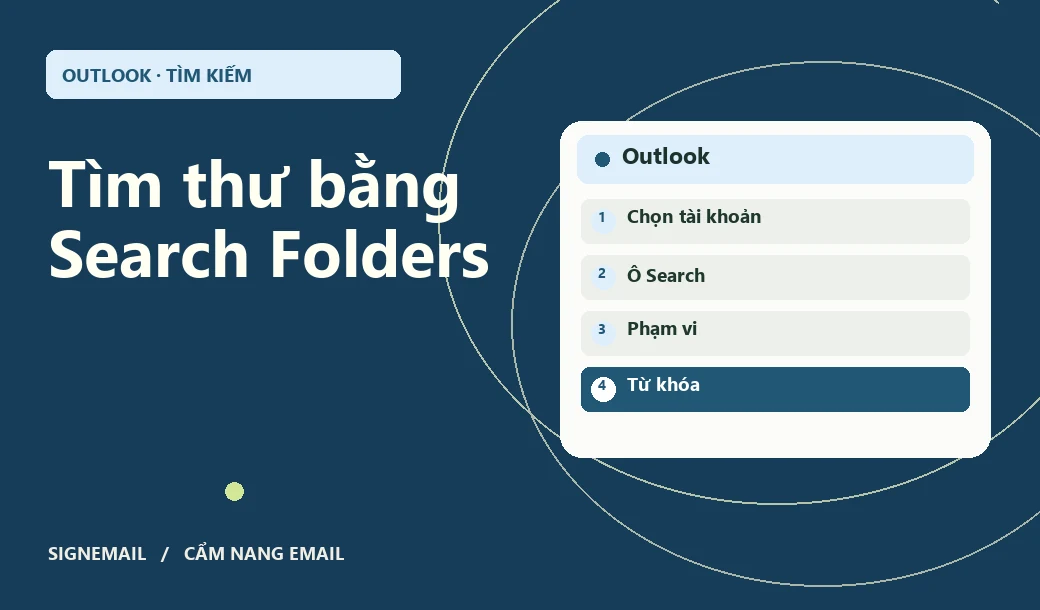 OUTLOOK · TÌM KIẾM
Tìm thư bằng
Search Folders
Outlook
1 Chọn tài khoản
2 Ô Search
3 Phạm vi
4 Từ khóa
SIGNEMAIL / CẨM NANG EMAIL